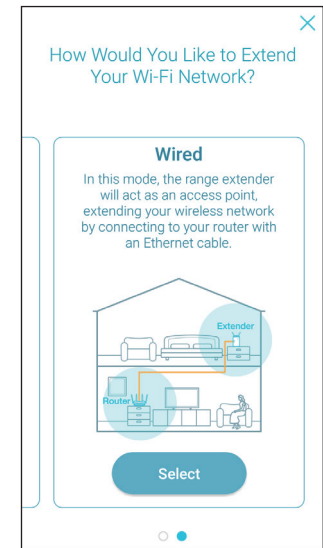 How Would You Like to Extend
Your Wi-Fi Network?
Wired
In this mode, the range extender
will act as an access point,
extending your wireless network
by connecting to your router with
an Ethernet cable.
Extender
Router
Select